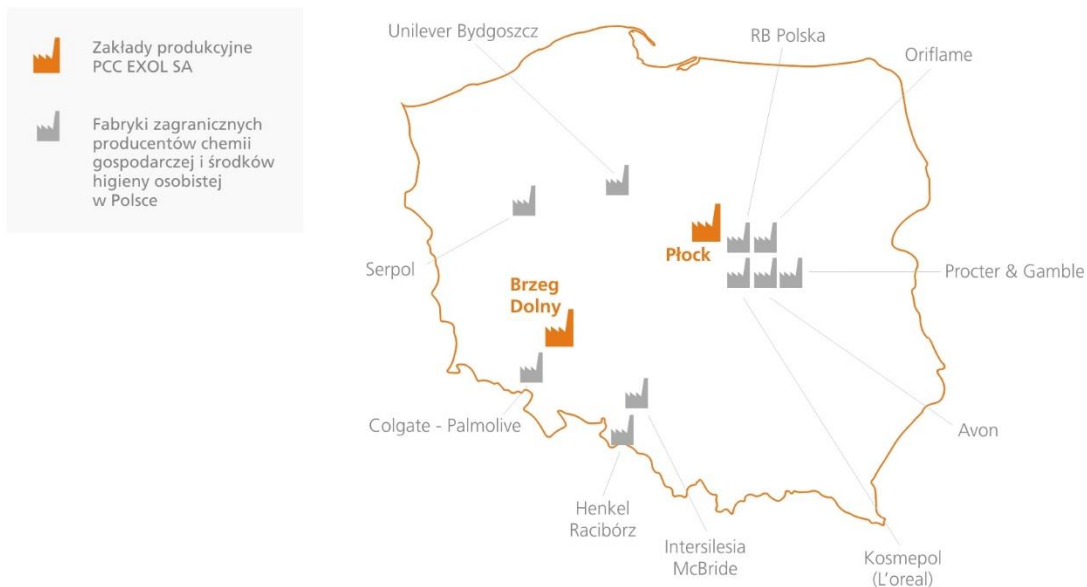 Zakłady produkcyjne
PCC EXOL SA
Fabryki zagranicznych
producentów chemii
gospodarczej i środków
higieny osobistej
w Polsce
Unilever Bydgoszcz
RB Polska
Oriflame
Serpol
Płock
Procter & Gamble
Brzeg
Dolny
Colgate - Palmolive
Avon
Henkel
Racibórz
Intersilesia
McBride
Kosmepol
(L'oreal)